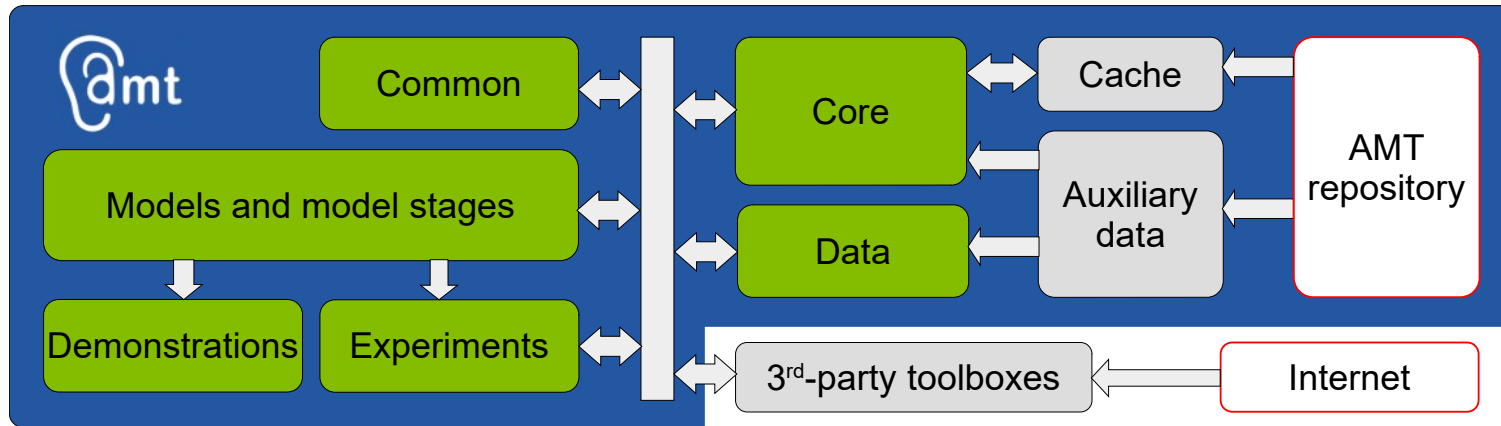 amt
Common
Models and model stages
Demonstrations
Experiments
Core
Data
Cache
Auxiliary
data
AMT
repository
3rd-party toolboxes
Internet